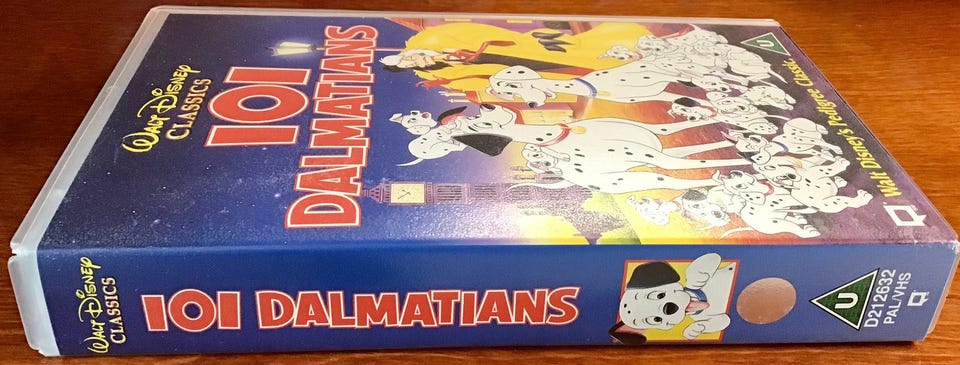 WALT DISNEY
CLASSICS
101
DALMATIANS
U
Walt Disney's Pedigree Classic
WALT DISNEY
CLASSICS
101 DALMATIANS
U
D212632
PAL/VHS